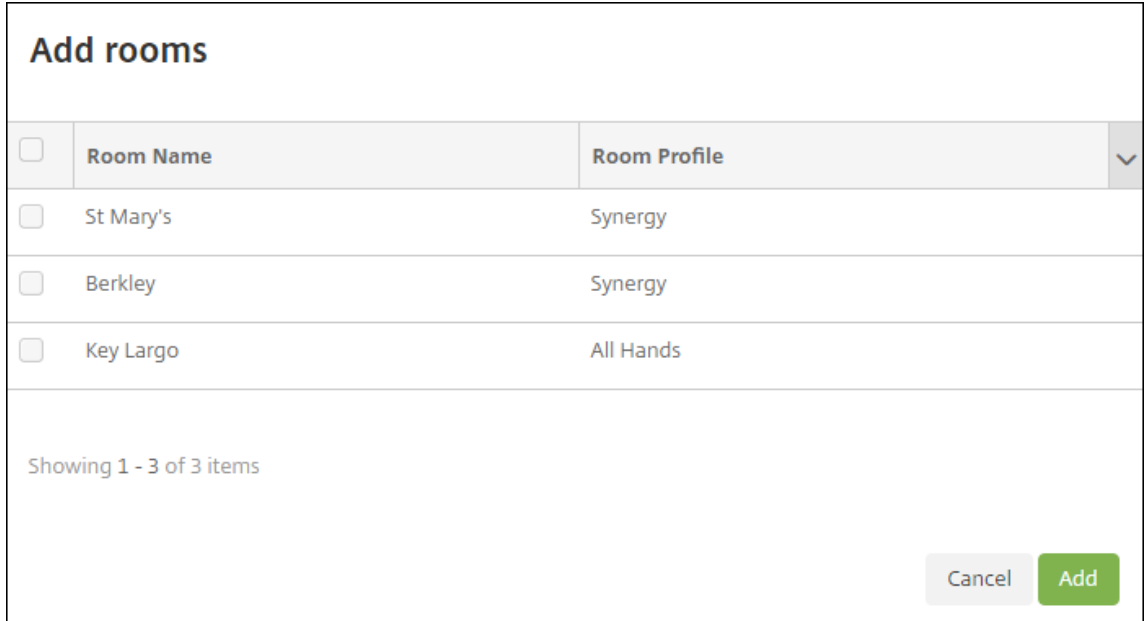 Add rooms
Room Name Room Profile
St Mary's Synergy
Berkley Synergy
Key Largo All Hands
Showing 1 - 3 of 3 items
Cancel Add